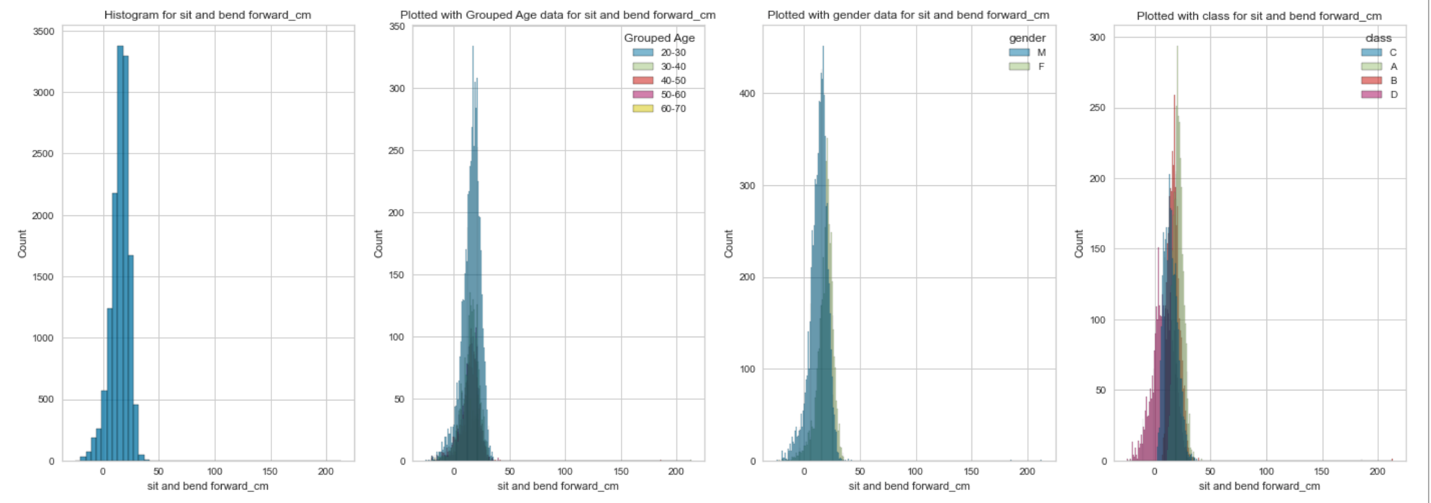 Histogram for sit and bend forward_cm
3500
3000
2500
2000
1500
1000
500
0
Count
0 50 100 150 200
sit and bend forward_cm
Plotted with Grouped Age data for sit and bend forward_cm
Grouped Age
20-30
30-40
40-50
50-60
60-70
350
300
250
200
150
100
50
0
Count
0 50 100 150 200
sit and bend forward_cm
Plotted with gender data for sit and bend forward_cm
gender
M
F
400
300
200
100
0
Count
0 50 100 150 200
sit and bend forward_cm
Plotted with class for sit and bend forward_cm
class
C
A
B
D
300
250
200
150
100
50
0
Count
0 50 100 150 200
sit and bend forward_cm